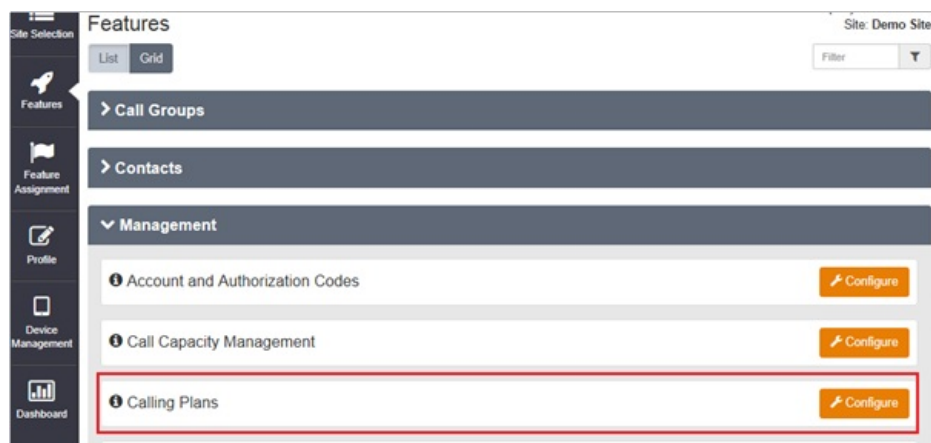 Site Selection
Features
Site: Demo Site
List Grid
Filter
Features
Call Groups
Feature
Assignment
Contacts
Profile
Management
Account and Authorization Codes
Configure
Device
Management
Call Capacity Management
Configure
Dashboard
Calling Plans
Configure